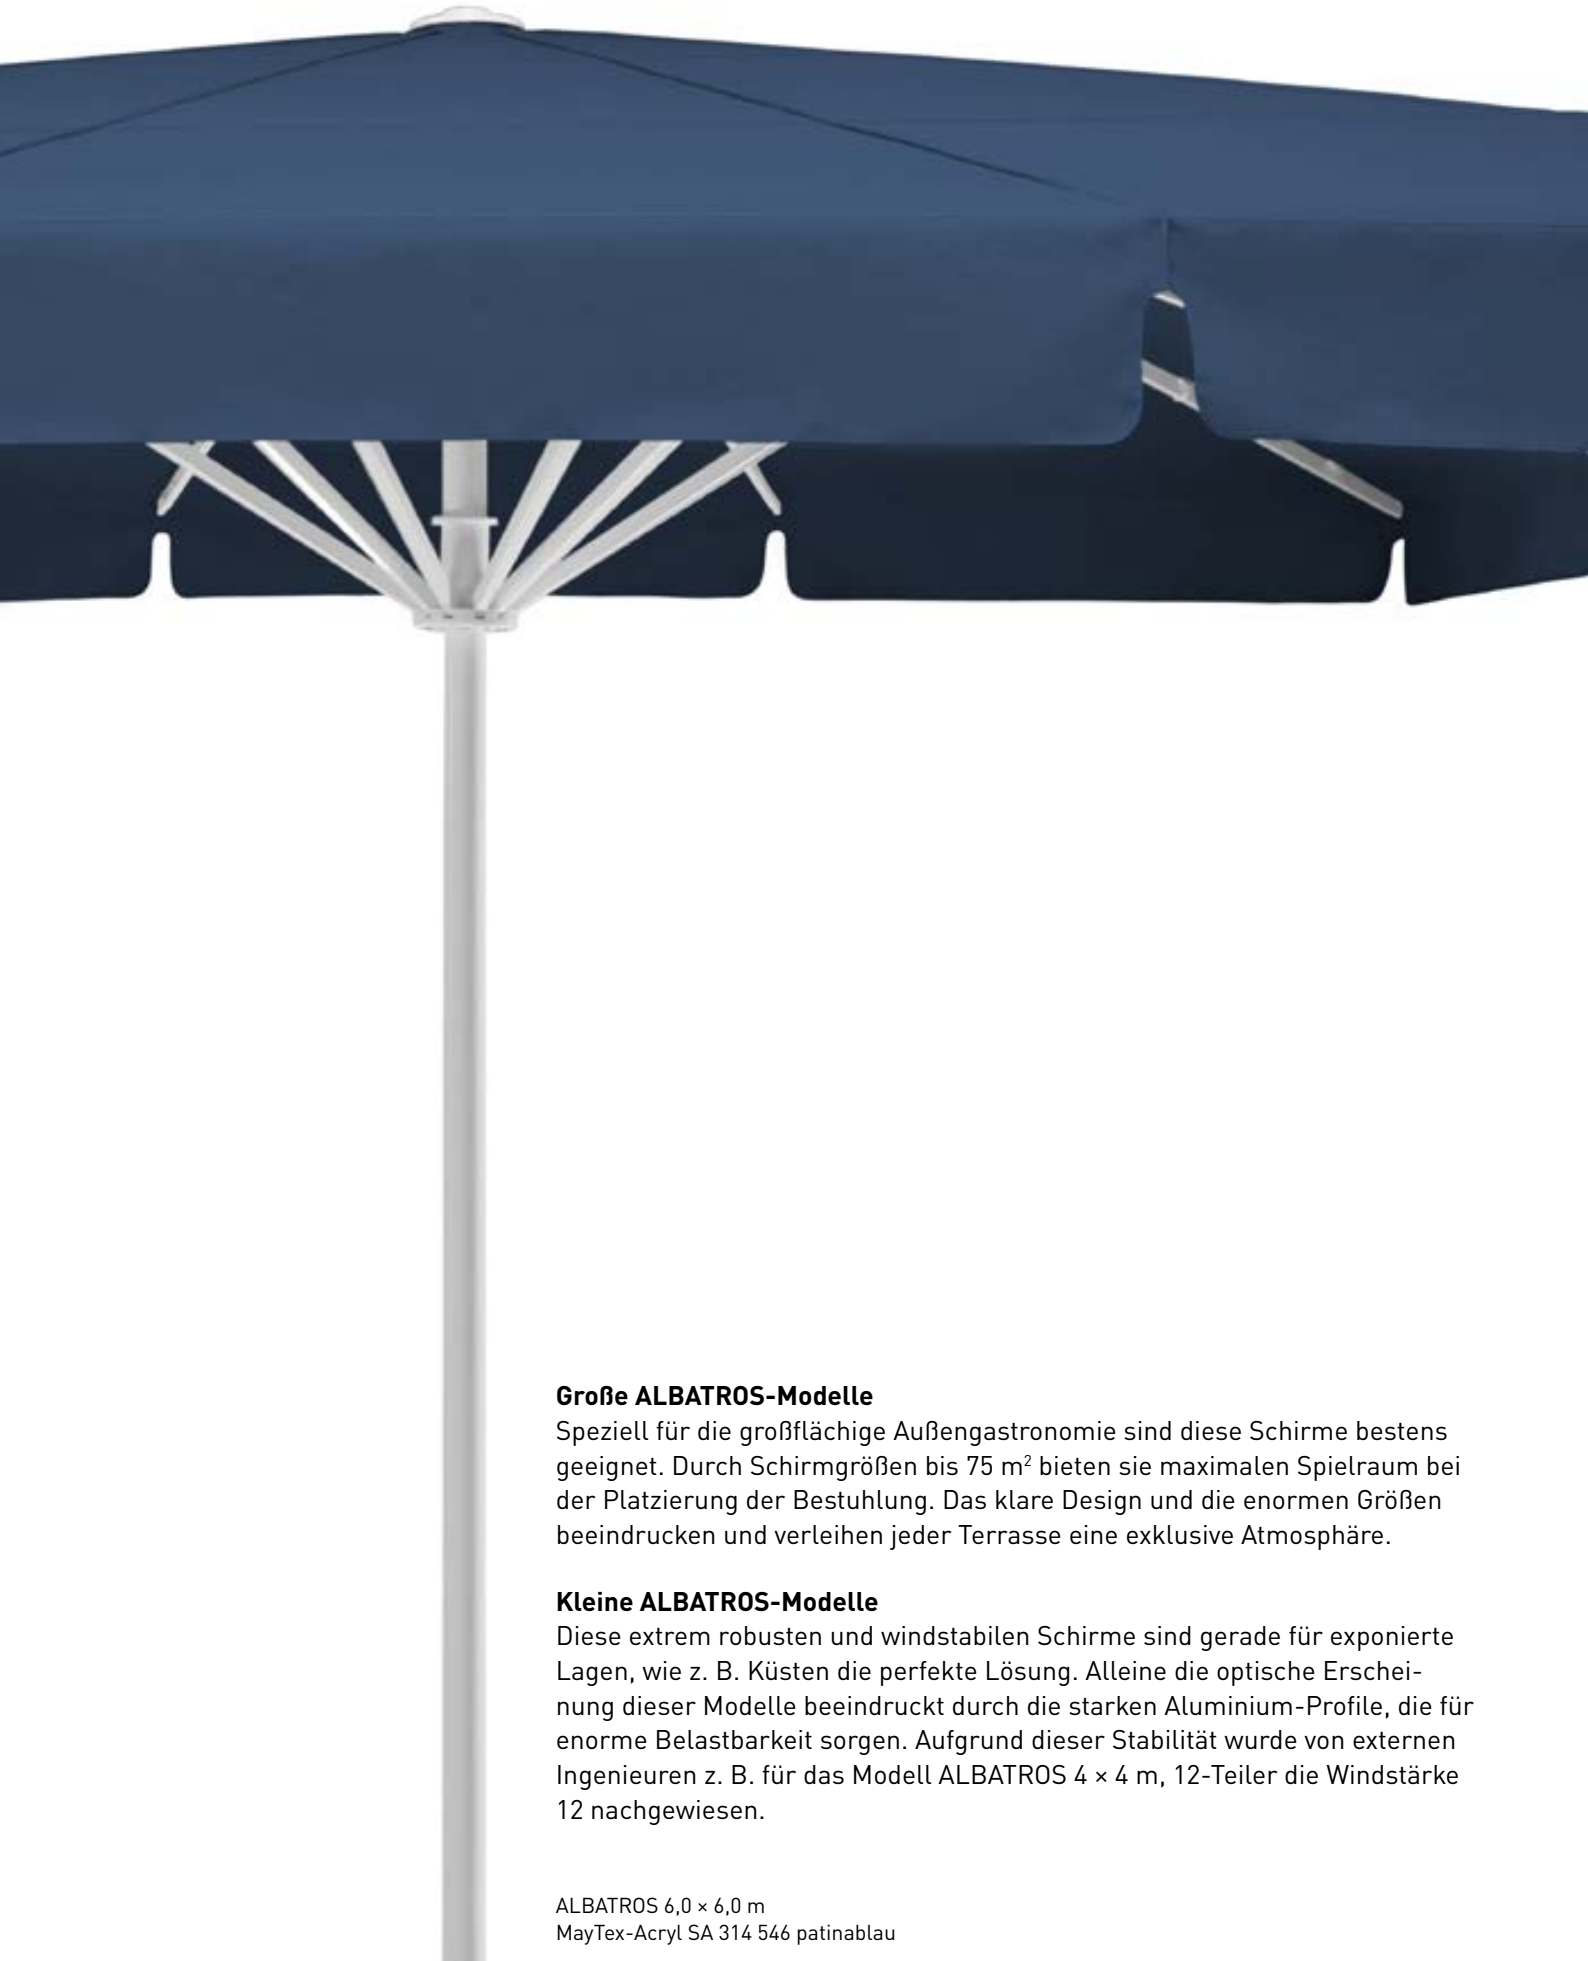 Große ALBATROS-Modelle
Speziell für die großflächige Außengastronomie sind diese Schirme bestens
geeignet. Durch Schirmgrößen bis 75 m² bieten sie maximalen Spielraum bei
der Platzierung der Bestuhlung. Das klare Design und die enormen Größen
beeindrucken und verleihen jeder Terrasse eine exklusive Atmosphäre.
Kleine ALBATROS-Modelle
Diese extrem robusten und windstabilen Schirme sind gerade für exponierte
Lagen, wie z. B. Küsten die perfekte Lösung. Alleine die optische Erschei-
nung dieser Modelle beeindruckt durch die starken Aluminium-Profile, die für
enorme Belastbarkeit sorgen. Aufgrund dieser Stabilität wurde von externen
Ingenieuren z. B. für das Modell ALBATROS 4 × 4 m, 12-Teiler die Windstärke
12 nachgewiesen.
ALBATROS 6,0 × 6,0 m
MayTex-Acryl SA 314 546 patinablau